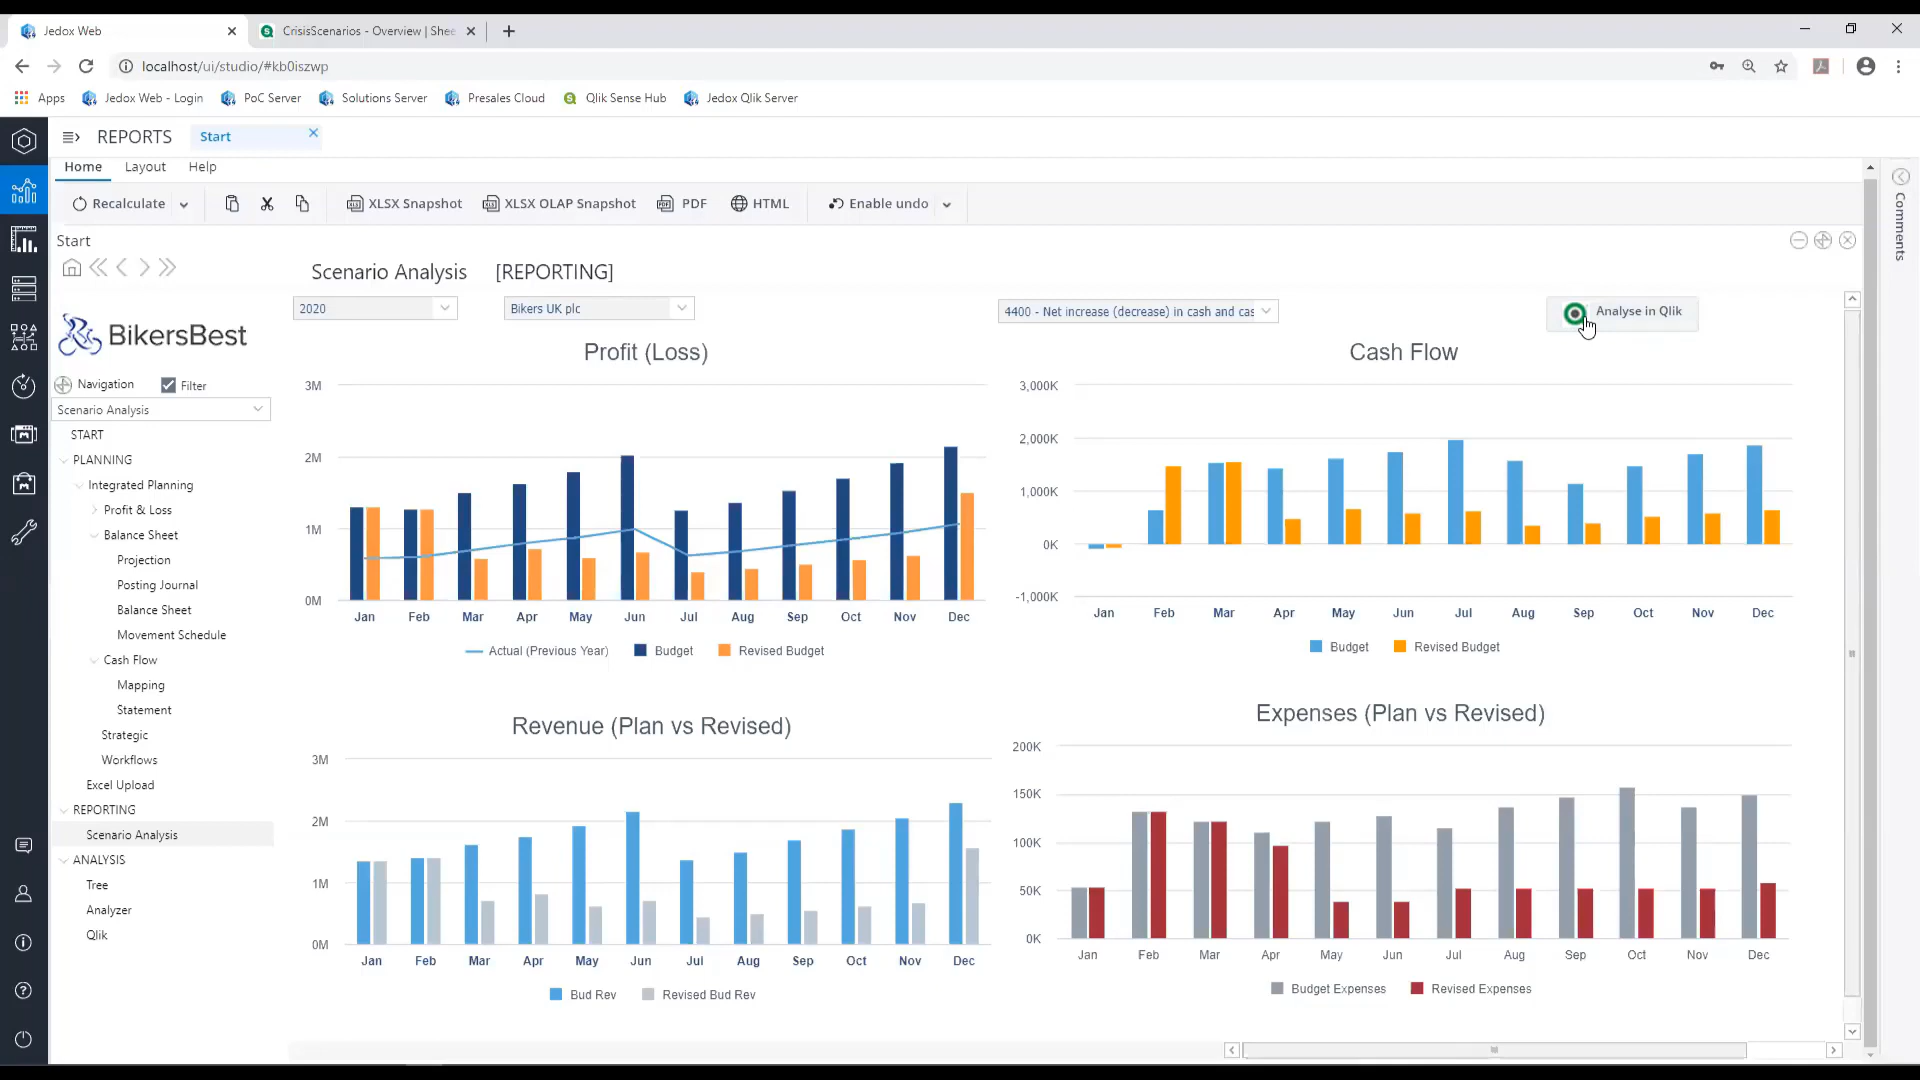 Jedox Web
CrisisScenarios - Overview | Shee
localhost/ui/studio/#kb0iszwp
Apps Jedox Web - Login PoC Server Solutions Server Presales Cloud Qlik Sense Hub Jedox Qlik Server
REPORTS Start
Home Layout Help
Recalculate XLSX Snapshot XLSX OLAP Snapshot PDF HTML Enable undo
Comments
Start
Scenario Analysis [REPORTING]
2020 Bikers UK plc 4400 - Net increase (decrease) in cash and cas Analyse in Qlik
BikersBest
Navigation Filter
Scenario Analysis
START
PLANNING
Integrated Planning
Profit & Loss
Balance Sheet
Projection
Posting Journal
Balance Sheet
Movement Schedule
Cash Flow
Mapping
Statement
Strategic
Workflows
Excel Upload
REPORTING
Scenario Analysis
ANALYSIS
Tree
Analyzer
Qlik
Profit (Loss)
3M
2M
1M
0M
Jan Feb Mar Apr May Jun Jul Aug Sep Oct Nov Dec
Actual (Previous Year) Budget Revised Budget
Cash Flow
3,000K
2,000K
1,000K
0K
-1,000K
Jan Feb Mar Apr May Jun Jul Aug Sep Oct Nov Dec
Budget Revised Budget
Revenue (Plan vs Revised)
3M
2M
1M
0M
Jan Feb Mar Apr May Jun Jul Aug Sep Oct Nov Dec
Bud Rev Revised Bud Rev
Expenses (Plan vs Revised)
200K
150K
100K
50K
0K
Jan Feb Mar Apr May Jun Jul Aug Sep Oct Nov Dec
Budget Expenses Revised Expenses